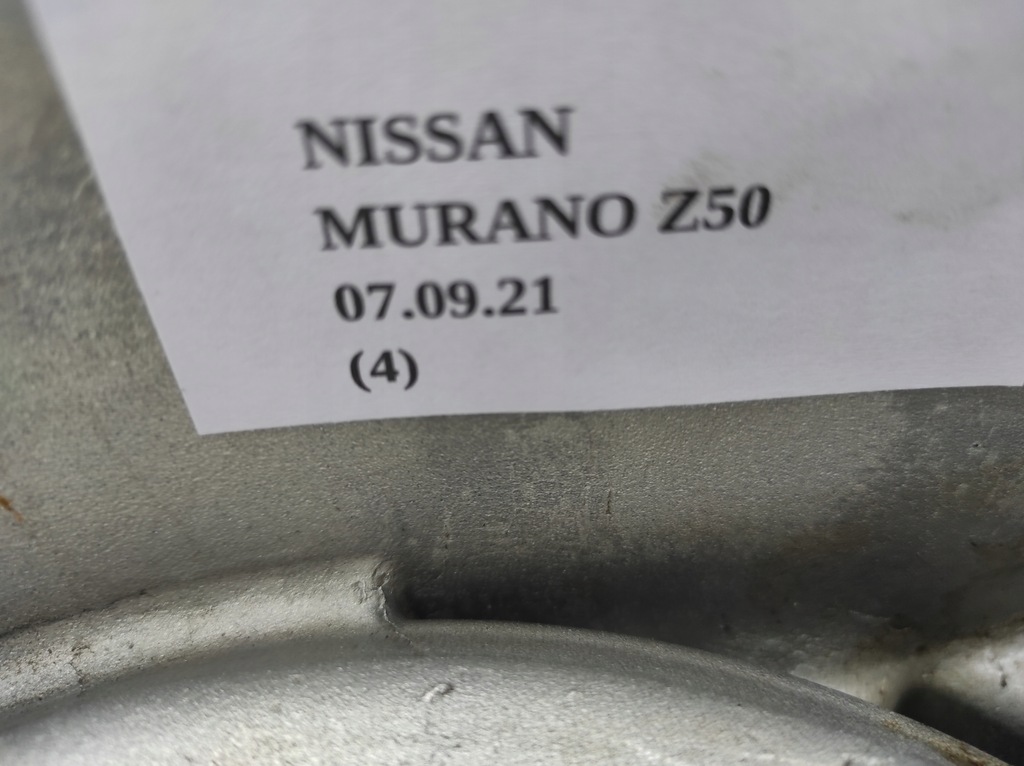 NISSAN
MURANO Z50
07.09.21
(4)